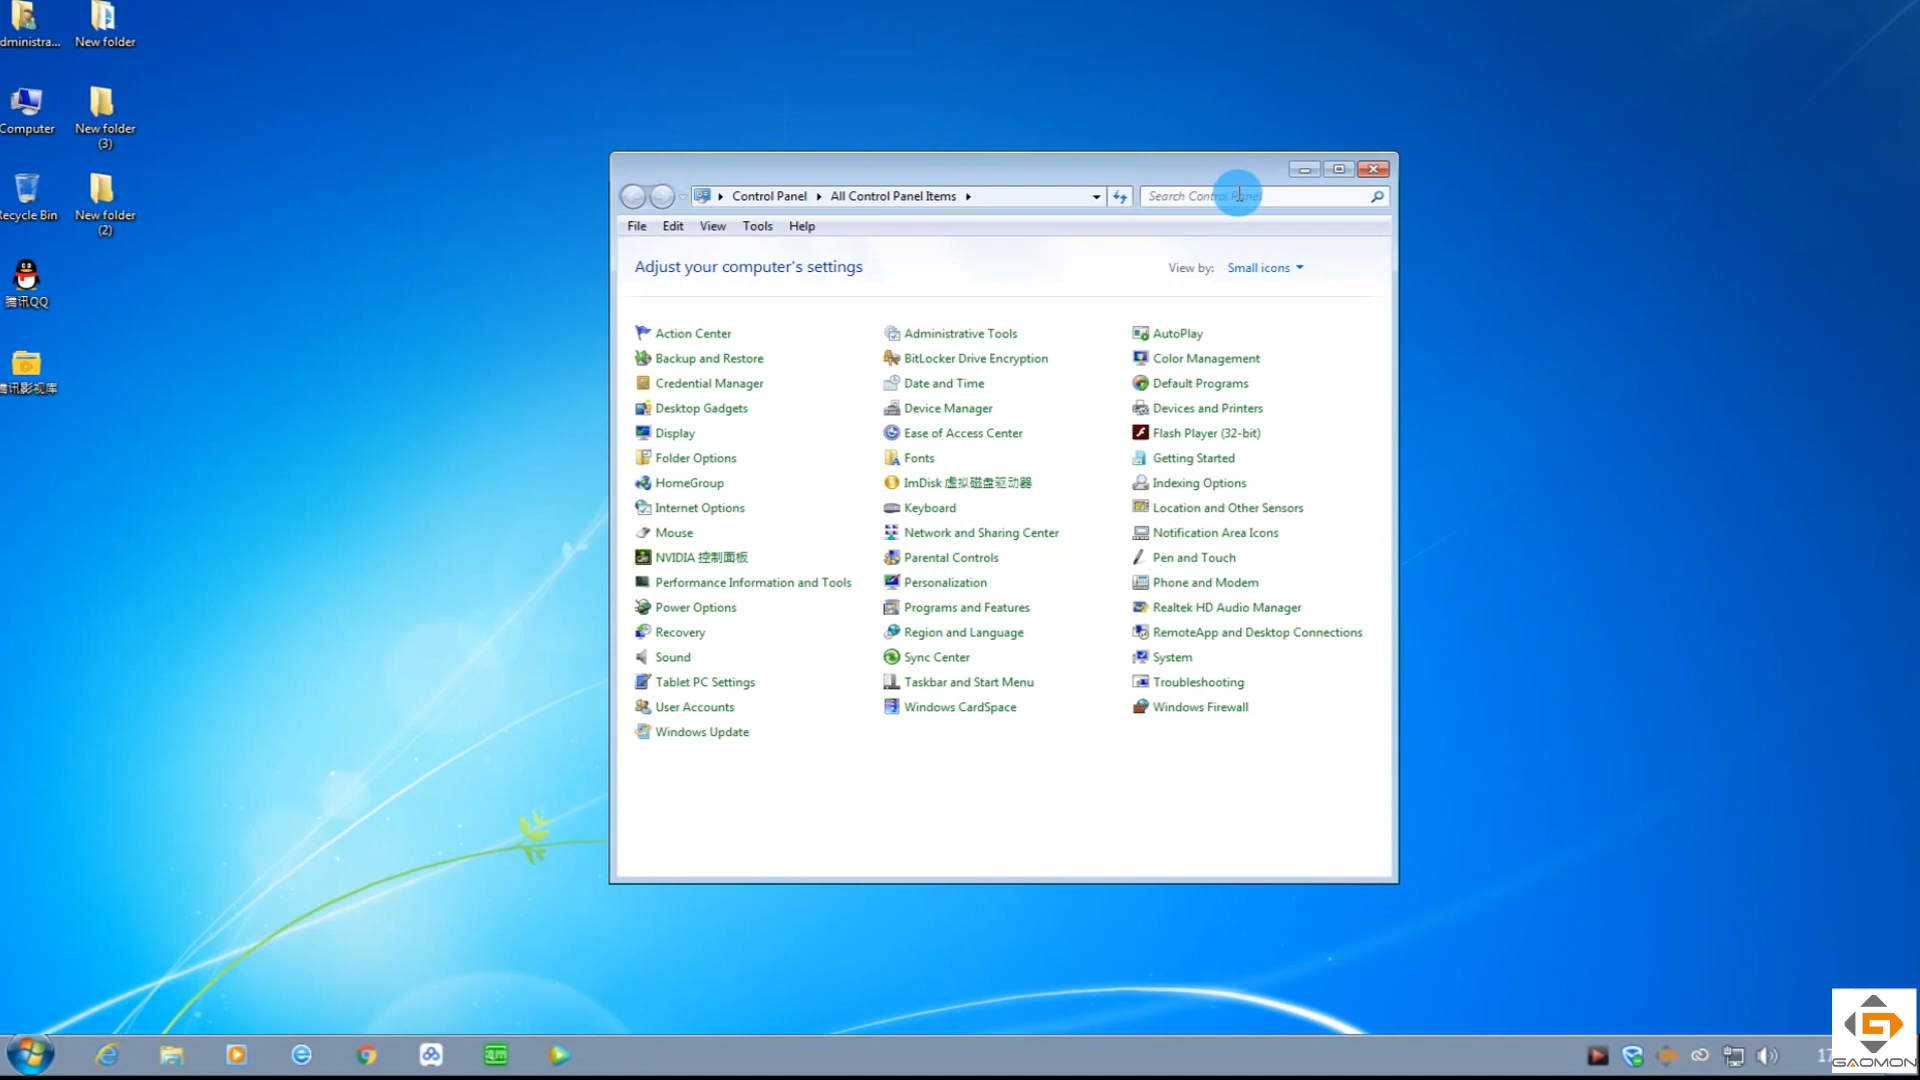 dministra...
New folder
Computer
New folder
(3)
Recycle Bin
New folder
(2)
腾讯QQ
腾讯影视库
Control Panel
All Control Panel Items
Search Control Panel
File Edit View Tools Help
Adjust your computer's settings
View by: Small icons
Action Center
Administrative Tools
AutoPlay
Backup and Restore
BitLocker Drive Encryption
Color Management
Credential Manager
Date and Time
Default Programs
Desktop Gadgets
Device Manager
Devices and Printers
Display
Ease of Access Center
Flash Player (32-bit)
Folder Options
Fonts
Getting Started
HomeGroup
ImDisk 虚拟磁盘驱动器
Indexing Options
Internet Options
Keyboard
Location and Other Sensors
Mouse
Network and Sharing Center
Notification Area Icons
NVIDIA 控制面板
Parental Controls
Pen and Touch
Performance Information and Tools
Personalization
Phone and Modem
Power Options
Programs and Features
Realtek HD Audio Manager
Recovery
Region and Language
RemoteApp and Desktop Connections
Sound
Sync Center
System
Tablet PC Settings
Taskbar and Start Menu
Troubleshooting
User Accounts
Windows CardSpace
Windows Firewall
Windows Update
17
GAOMON